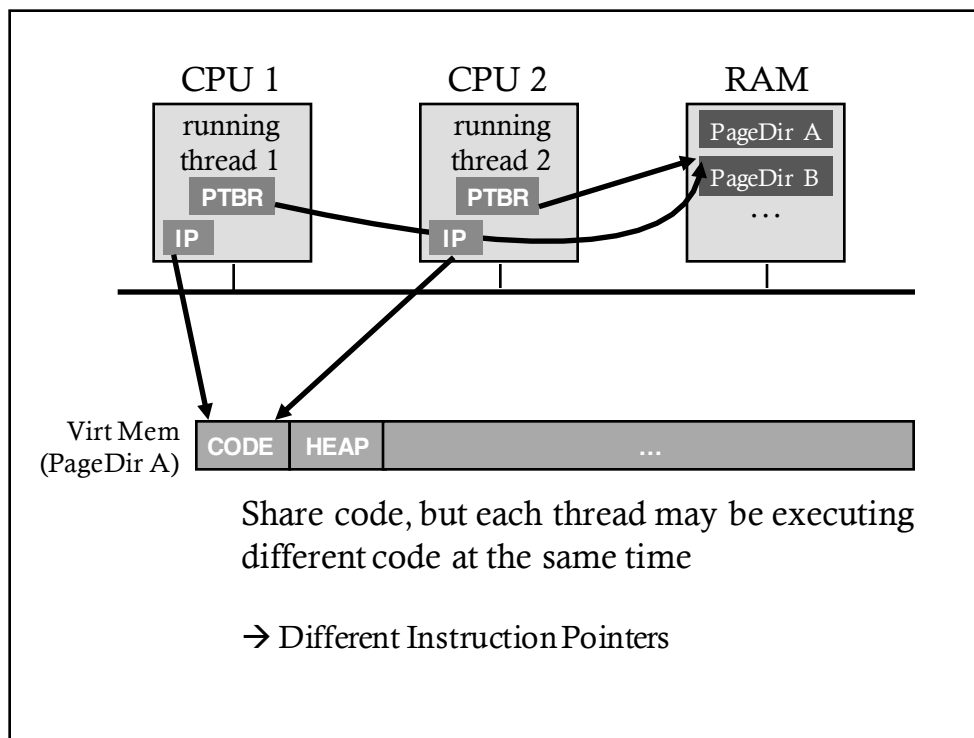 CPU 1
CPU 2
RAM
running
thread 1
PTBR
IP
running
thread 2
PTBR
IP
PageDir A
PageDir B
...
Virt Mem
(PageDir A)
CODE
HEAP
...
Share code, but each thread may be executing
different code at the same time
→ Different Instruction Pointers